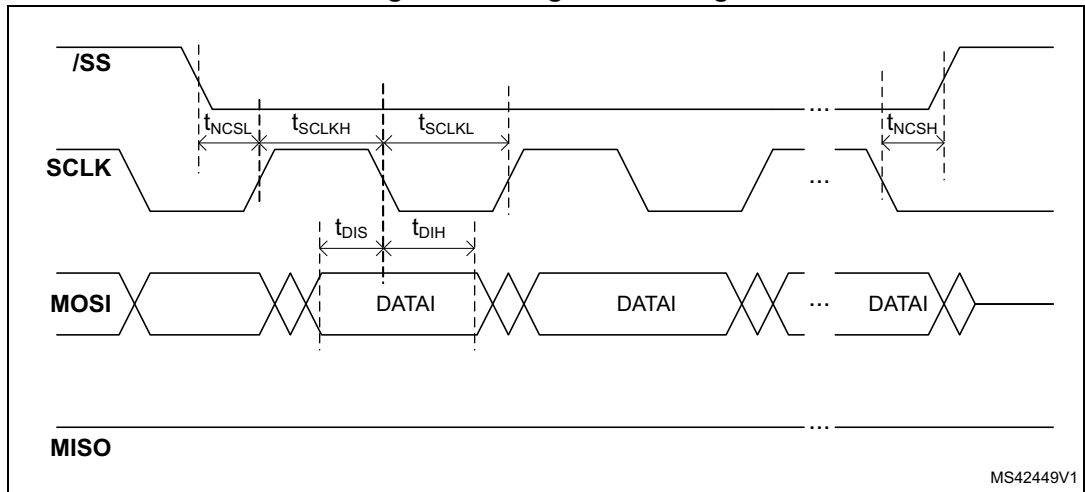 /SS
...
tNCSL tSCLKH tSCLKL tNCSH
SCLK
...
tDIS tDIH
MOSI DATAI DATAI ... DATAI
...
MISO
MS42449V1